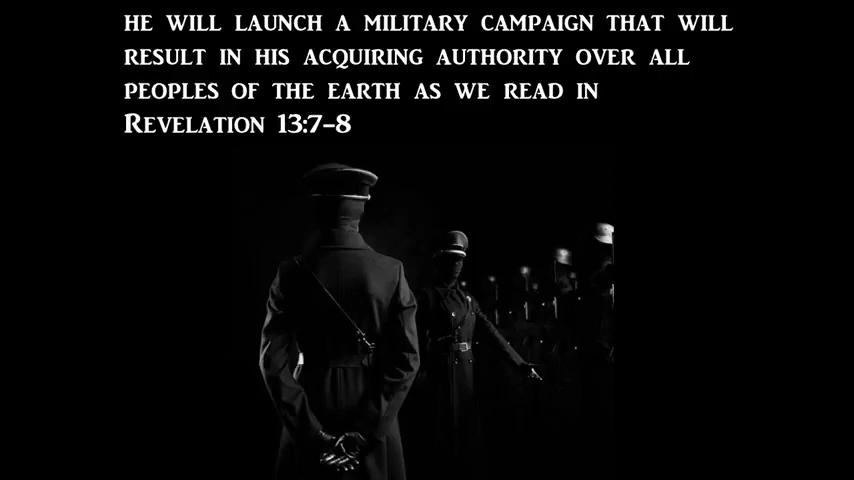 HE WILL LAUNCH A MILITARY CAMPAIGN THAT WILL
RESULT IN HIS ACQUIRING AUTHORITY OVER ALL
PEOPLES OF THE EARTH AS WE READ IN
REVELATION 13:7-8